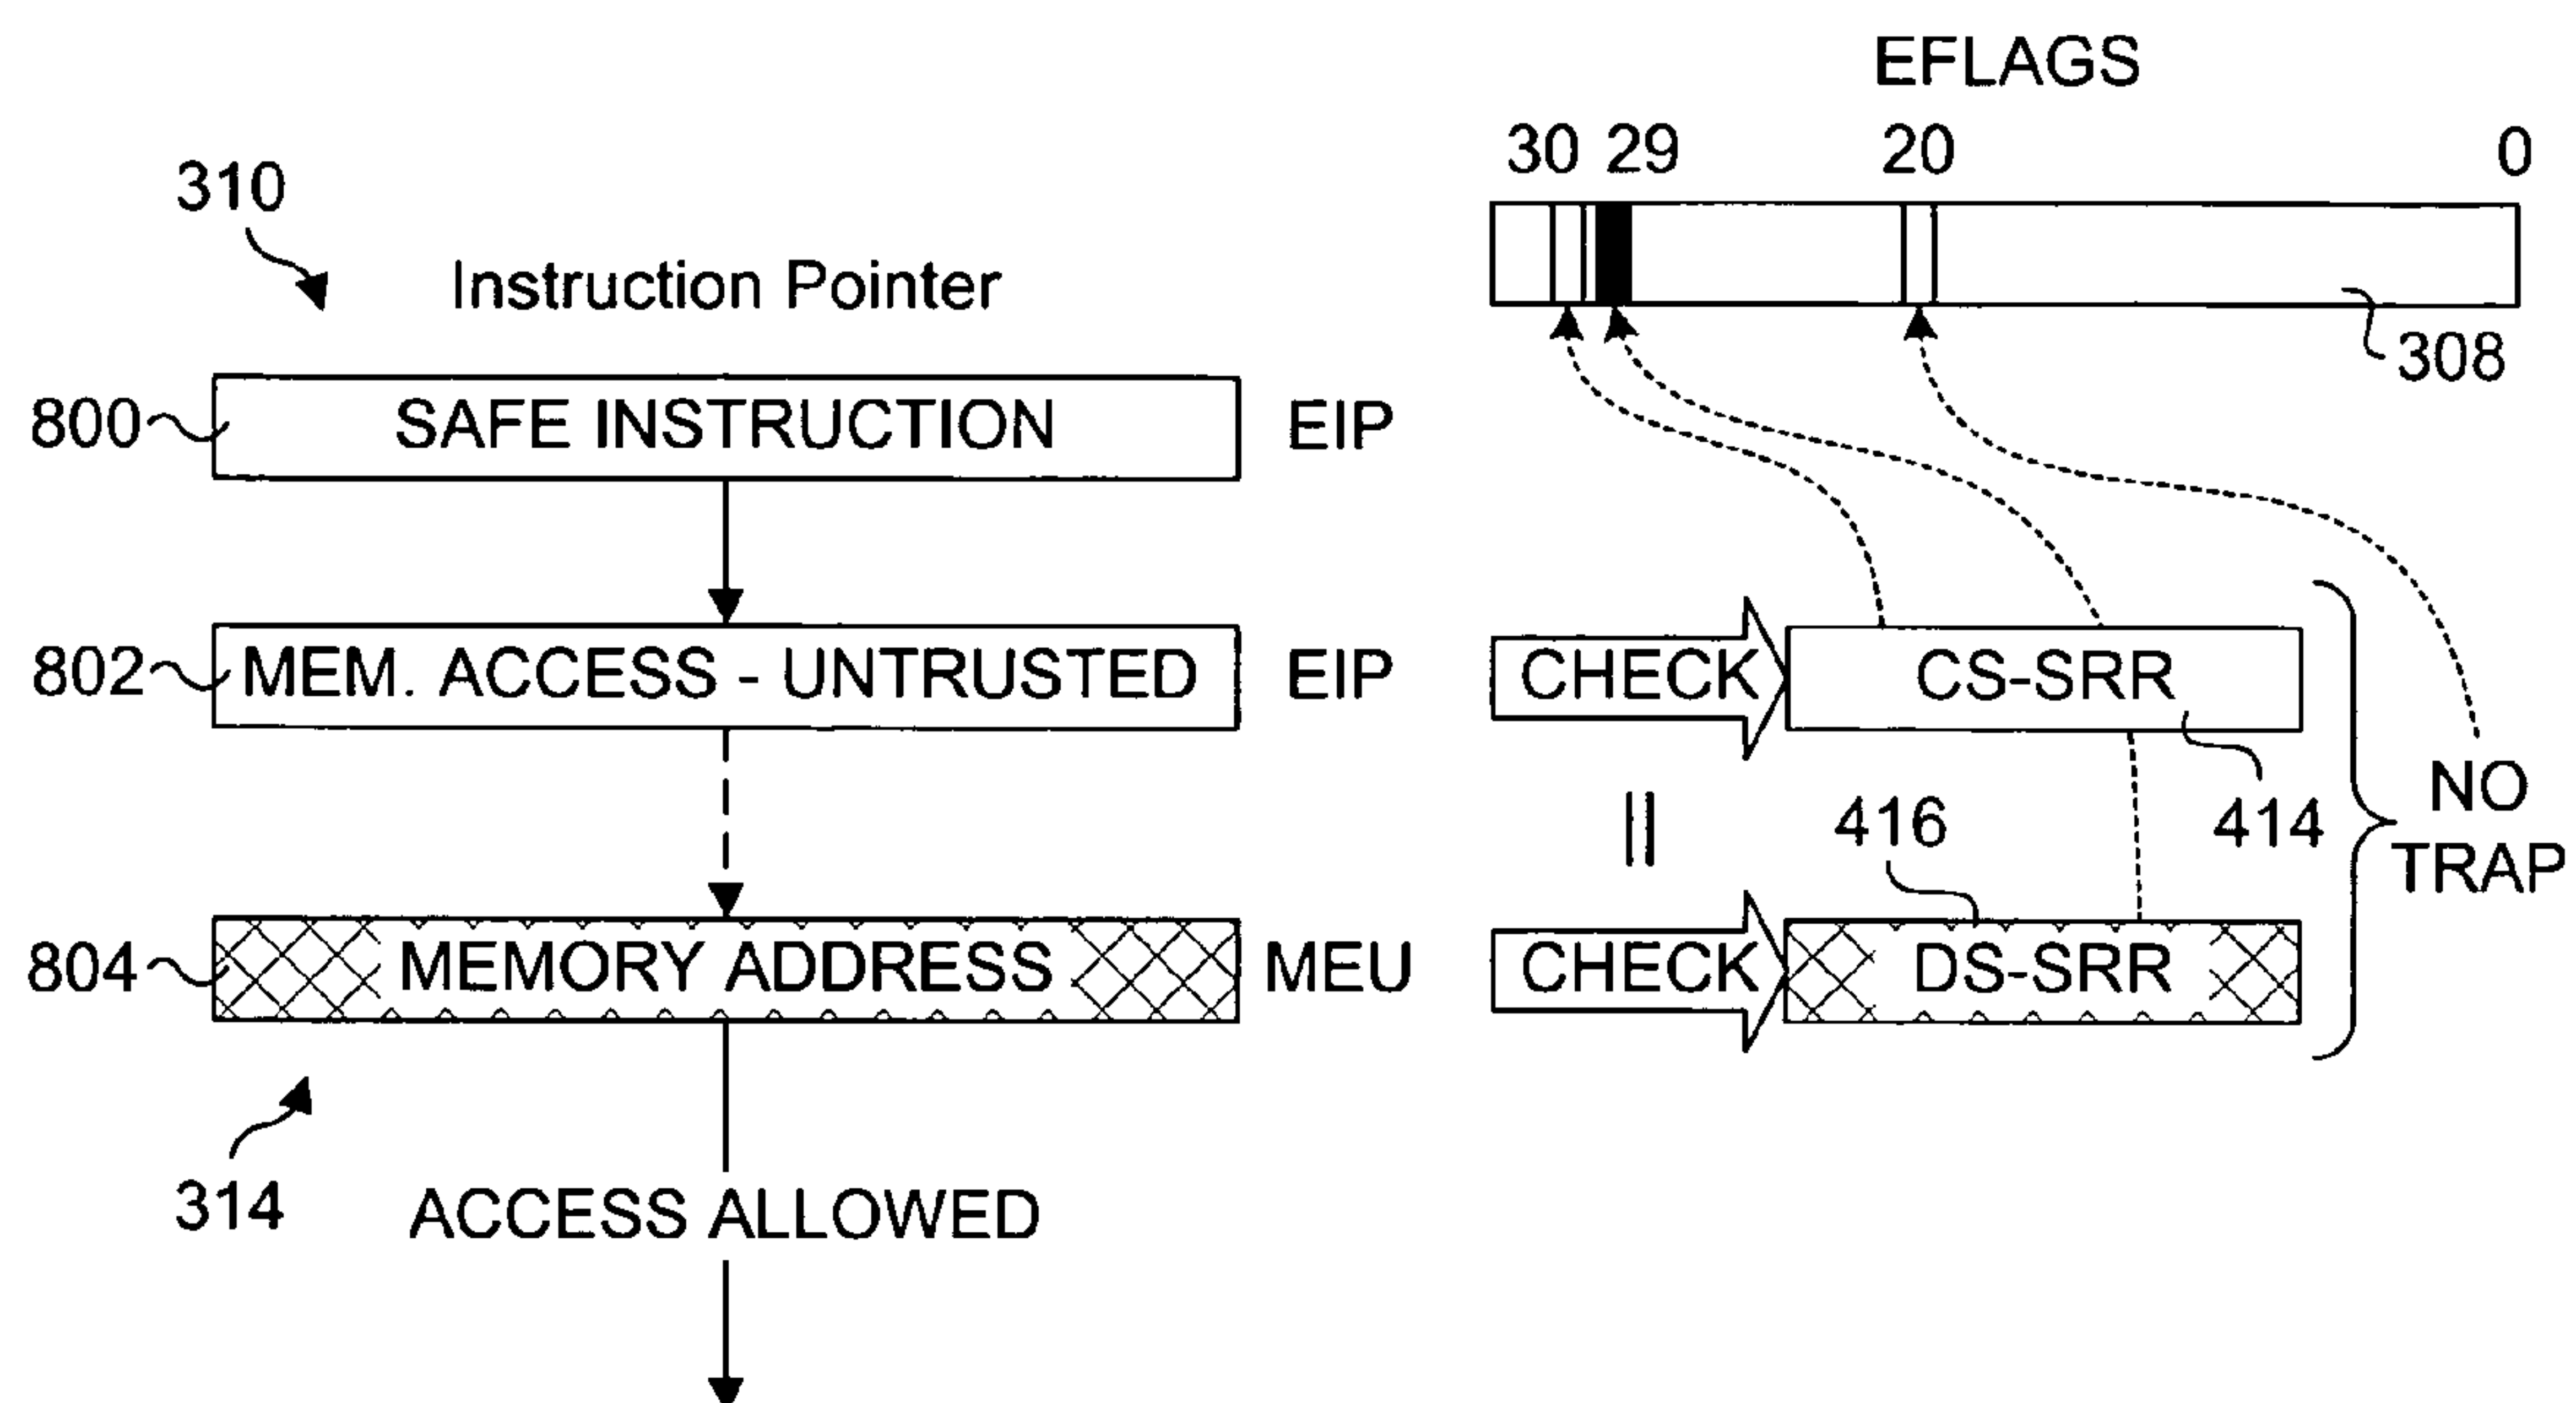 EFLAGS
30 29 20 0
310
Instruction Pointer
308
800 SAFE INSTRUCTION EIP
802 MEM. ACCESS - UNTRUSTED EIP CHECK CS-SRR
416 414 NO
TRAP
804 MEMORY ADDRESS MEU CHECK DS-SRR
314 ACCESS ALLOWED